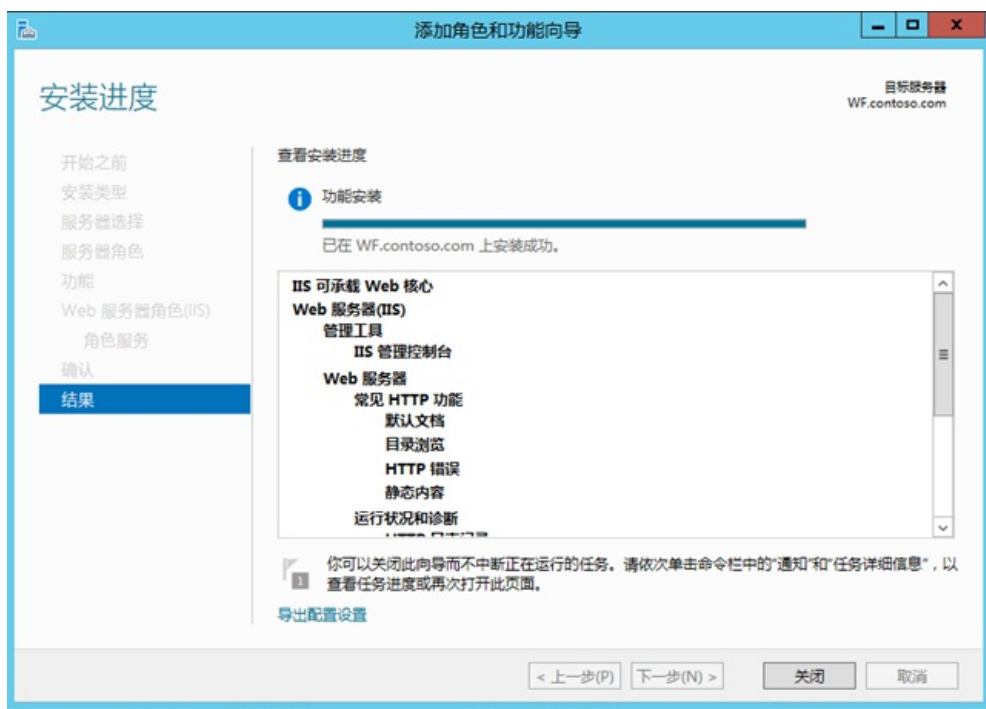 添加角色和功能向导
安装进度
目标服务器
WF.contoso.com
开始之前
安装类型
服务器选择
服务器角色
功能
Web 服务器角色(IIS)
角色服务
确认
结果
查看安装进度
功能安装
已在 WF.contoso.com 上安装成功。
IIS 可承载 Web 核心
Web 服务器(IIS)
管理工具
IIS 管理控制台
Web 服务器
常见 HTTP 功能
默认文档
目录浏览
HTTP 错误
静态内容
运行状况和诊断
HTTP 日志记录
1
你可以关闭此向导而不中断正在运行的任务。请依次单击命令栏中的"通知"和"任务详细信息"，以
查看任务进度或再次打开此页面。
导出配置设置
< 上一步(P)
下一步(N) >
关闭
取消